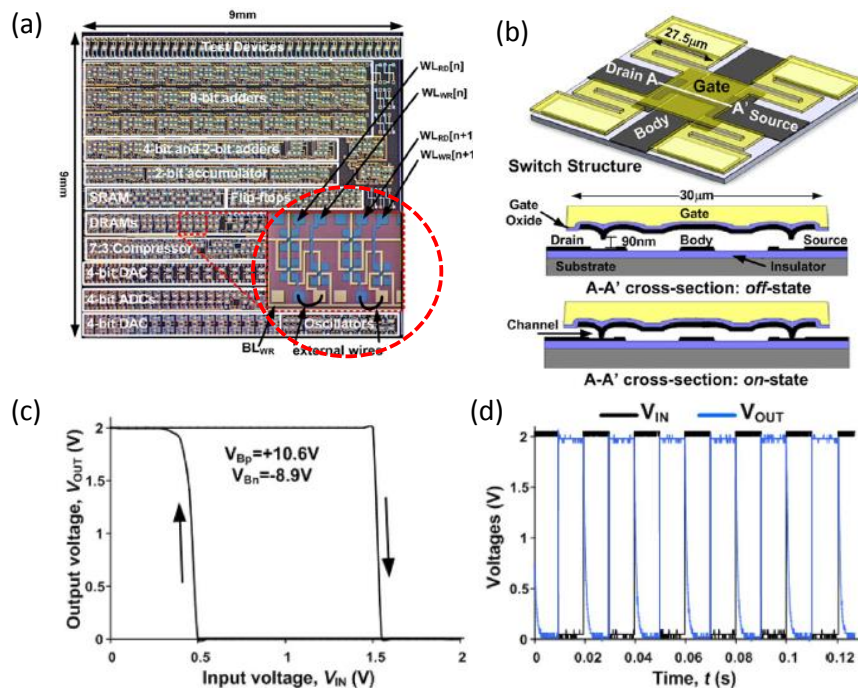 (a)
9mm
9mm
Test Devices
8-bit adders
4-bit and 2-bit adders
2-bit accumulator
SRAM
Flip-flops
DRAMs
7:3 Compressor
4-bit DAC
4-bit ADCs
4-bit DAC
Oscillators
WL_RD[n]
WL_WR[n]
WL_RD[n+1
WL_WR[n+1
BL_WR
external wires
(b)
27.5μm
Drain A
Gate
A' Source
Body
Switch Structure
30μm
Gate
Oxide
Gate
Drain
90nm
Body
Source
Substrate
Insulator
A-A' cross-section: off-state
Channel
A-A' cross-section: on-state
(c)
Output voltage, V_OUT (V)
2
1.5
1
0.5
0
V_Bp=+10.6V
V_Bn=-8.9V
0
0.5
1
1.5
2
Input voltage, V_IN (V)
(d)
V_IN
V_OUT
Voltages (V)
2
1.5
1
0.5
0
0
0.02
0.04
0.06
0.08
0.1
0.12
Time, t (s)